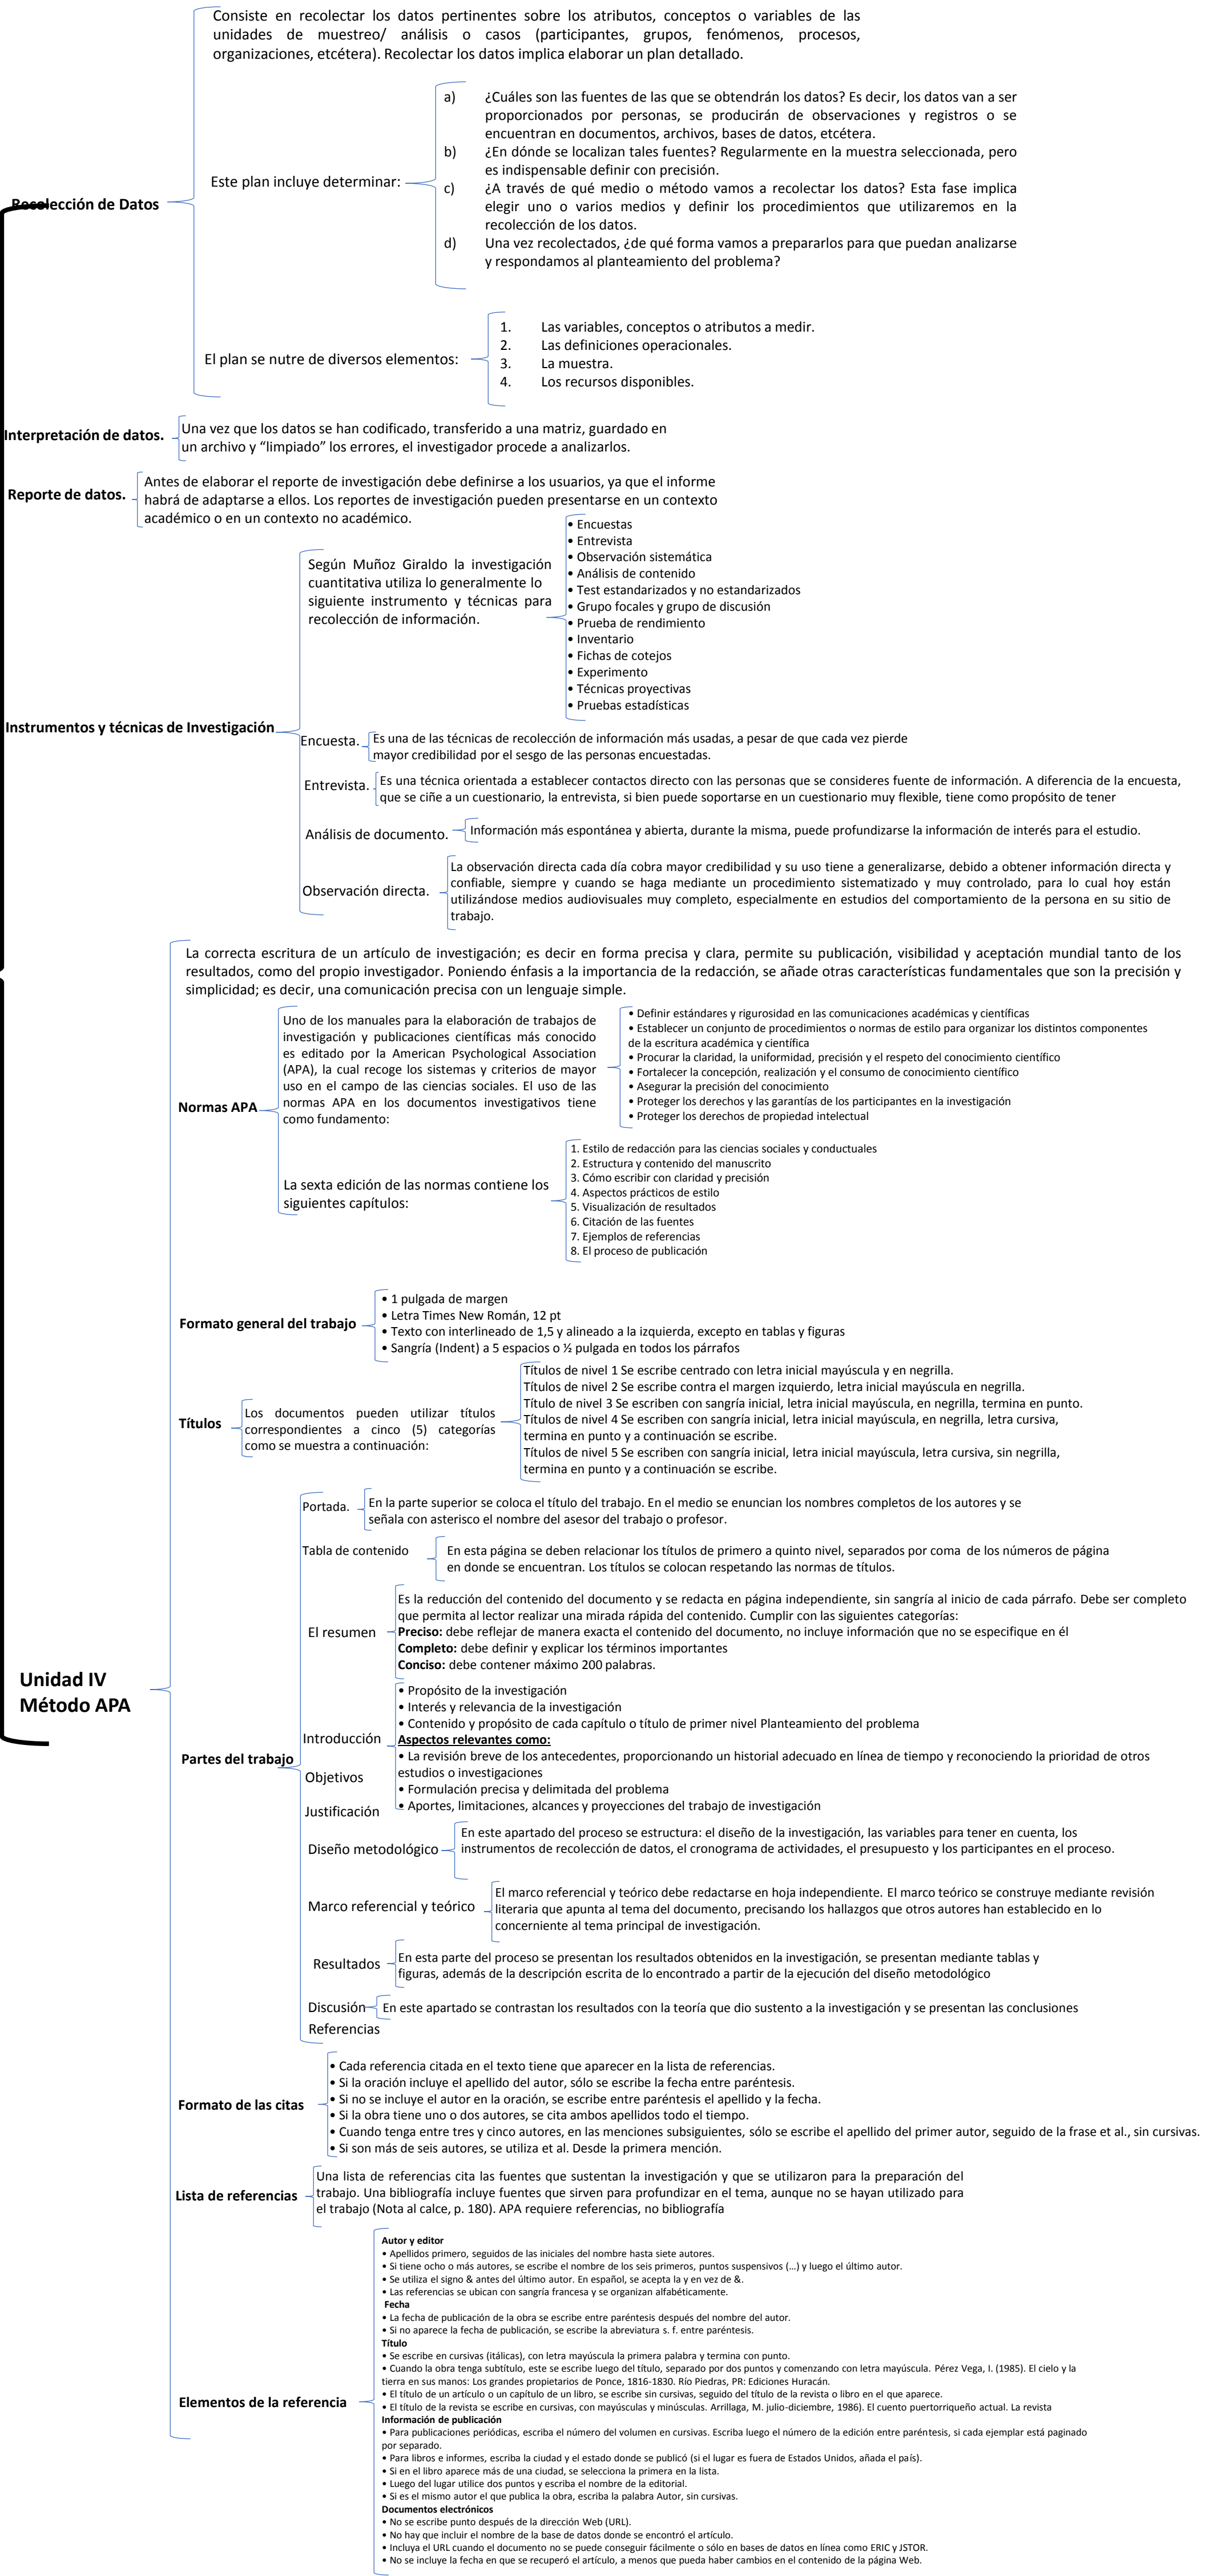 Consiste en recolectar los datos pertinentes sobre los atributos, conceptos o variables de las
unidades de muestreo/ análisis o casos (participantes, grupos, fenómenos, procesos,
organizaciones, etcétera). Recolectar los datos implica elaborar un plan detallado.
Recolección de Datos
Este plan incluye determinar:
a) ¿Cuáles son las fuentes de las que se obtendrán los datos? Es decir, los datos van a ser
proporcionados por personas, se producirán de observaciones y registros o se
encuentran en documentos, archivos, bases de datos, etcétera.
b) ¿En dónde se localizan tales fuentes? Regularmente en la muestra seleccionada, pero
es indispensable definir con precisión.
c) ¿A través de qué medio o método vamos a recolectar los datos? Esta fase implica
elegir uno o varios medios y definir los procedimientos que utilizaremos en la
recolección de los datos.
d) Una vez recolectados, ¿de qué forma vamos a prepararlos para que puedan analizarse
y respondamos al planteamiento del problema?
El plan se nutre de diversos elementos:
1. Las variables, conceptos o atributos a medir.
2. Las definiciones operacionales.
3. La muestra.
4. Los recursos disponibles.
Interpretación de datos.
Una vez que los datos se han codificado, transferido a una matriz, guardado en
un archivo y “limpiado” los errores, el investigador procede a analizarlos.
Reporte de datos.
Antes de elaborar el reporte de investigación debe definirse a los usuarios, ya que el informe
habrá de adaptarse a ellos. Los reportes de investigación pueden presentarse en un contexto
académico o en un contexto no académico.
Instrumentos y técnicas de Investigación
Según Muñoz Giraldo la investigación
cuantitativa utiliza lo generalmente lo
siguiente instrumento y técnicas para
recolección de información.
• Encuestas
• Entrevista
• Observación sistemática
• Análisis de contenido
• Test estandarizados y no estandarizados
• Grupo focales y grupo de discusión
• Prueba de rendimiento
• Inventario
• Fichas de cotejos
• Experimento
• Técnicas proyectivas
• Pruebas estadísticas
Encuesta.
Es una de las técnicas de recolección de información más usadas, a pesar de que cada vez pierde
mayor credibilidad por el sesgo de las personas encuestadas.
Entrevista.
Es una técnica orientada a establecer contactos directo con las personas que se consideres fuente de información. A diferencia de la encuesta,
que se ciñe a un cuestionario, la entrevista, si bien puede soportarse en un cuestionario muy flexible, tiene como propósito de tener
Análisis de documento.
Información más espontánea y abierta, durante la misma, puede profundizarse la información de interés para el estudio.
Observación directa.
La observación directa cada día cobra mayor credibilidad y su uso tiene a generalizarse, debido a obtener información directa y
confiable, siempre y cuando se haga mediante un procedimiento sistematizado y muy controlado, para lo cual hoy están
utilizándose medios audiovisuales muy completo, especialmente en estudios del comportamiento de la persona en su sitio de
trabajo.
Unidad IV
Método APA
La correcta escritura de un artículo de investigación; es decir en forma precisa y clara, permite su publicación, visibilidad y aceptación mundial tanto de los
resultados, como del propio investigador. Poniendo énfasis a la importancia de la redacción, se añade otras características fundamentales que son la precisión y
simplicidad; es decir, una comunicación precisa con un lenguaje simple.
Normas APA
Uno de los manuales para la elaboración de trabajos de
investigación y publicaciones científicas más conocido
es editado por la American Psychological Association
(APA), la cual recoge los sistemas y criterios de mayor
uso en el campo de las ciencias sociales. El uso de las
normas APA en los documentos investigativos tiene
como fundamento:
• Definir estándares y rigurosidad en las comunicaciones académicas y científicas
• Establecer un conjunto de procedimientos o normas de estilo para organizar los distintos componentes
de la escritura académica y científica
• Procurar la claridad, la uniformidad, precisión y el respeto del conocimiento científico
• Fortalecer la concepción, realización y el consumo de conocimiento científico
• Asegurar la precisión del conocimiento
• Proteger los derechos y las garantías de los participantes en la investigación
• Proteger los derechos de propiedad intelectual
La sexta edición de las normas contiene los
siguientes capítulos:
1. Estilo de redacción para las ciencias sociales y conductuales
2. Estructura y contenido del manuscrito
3. Cómo escribir con claridad y precisión
4. Aspectos prácticos de estilo
5. Visualización de resultados
6. Citación de las fuentes
7. Ejemplos de referencias
8. El proceso de publicación
Formato general del trabajo
• 1 pulgada de margen
• Letra Times New Román, 12 pt
• Texto con interlineado de 1,5 y alineado a la izquierda, excepto en tablas y figuras
• Sangría (Indent) a 5 espacios o ½ pulgada en todos los párrafos
Títulos
Los documentos pueden utilizar títulos
correspondientes a cinco (5) categorías
como se muestra a continuación:
Títulos de nivel 1 Se escribe centrado con letra inicial mayúscula y en negrilla.
Títulos de nivel 2 Se escribe contra el margen izquierdo, letra inicial mayúscula en negrilla.
Título de nivel 3 Se escriben con sangría inicial, letra inicial mayúscula, en negrilla, termina en punto.
Títulos de nivel 4 Se escriben con sangría inicial, letra inicial mayúscula, en negrilla, letra cursiva,
termina en punto y a continuación se escribe.
Títulos de nivel 5 Se escriben con sangría inicial, letra inicial mayúscula, letra cursiva, sin negrilla,
termina en punto y a continuación se escribe.
Partes del trabajo
Portada.
En la parte superior se coloca el título del trabajo. En el medio se enuncian los nombres completos de los autores y se
señala con asterisco el nombre del asesor del trabajo o profesor.
Tabla de contenido
En esta página se deben relacionar los títulos de primero a quinto nivel, separados por coma de los números de página
en donde se encuentran. Los títulos se colocan respetando las normas de títulos.
El resumen
Es la reducción del contenido del documento y se redacta en página independiente, sin sangría al inicio de cada párrafo. Debe ser completo
que permita al lector realizar una mirada rápida del contenido. Cumplir con las siguientes categorías:
Preciso: debe reflejar de manera exacta el contenido del documento, no incluye información que no se especifique en él
Completo: debe definir y explicar los términos importantes
Conciso: debe contener máximo 200 palabras.
Introducción
Objetivos
Justificación
• Propósito de la investigación
• Interés y relevancia de la investigación
• Contenido y propósito de cada capítulo o título de primer nivel Planteamiento del problema
Aspectos relevantes como:
• La revisión breve de los antecedentes, proporcionando un historial adecuado en línea de tiempo y reconociendo la prioridad de otros
estudios o investigaciones
• Formulación precisa y delimitada del problema
• Aportes, limitaciones, alcances y proyecciones del trabajo de investigación
Diseño metodológico
En este apartado del proceso se estructura: el diseño de la investigación, las variables para tener en cuenta, los
instrumentos de recolección de datos, el cronograma de actividades, el presupuesto y los participantes en el proceso.
Marco referencial y teórico
El marco referencial y teórico debe redactarse en hoja independiente. El marco teórico se construye mediante revisión
literaria que apunta al tema del documento, precisando los hallazgos que otros autores han establecido en lo
concerniente al tema principal de investigación.
Resultados
En esta parte del proceso se presentan los resultados obtenidos en la investigación, se presentan mediante tablas y
figuras, además de la descripción escrita de lo encontrado a partir de la ejecución del diseño metodológico
Discusión
En este apartado se contrastan los resultados con la teoría que dio sustento a la investigación y se presentan las conclusiones
Referencias
Formato de las citas
• Cada referencia citada en el texto tiene que aparecer en la lista de referencias.
• Si la oración incluye el apellido del autor, sólo se escribe la fecha entre paréntesis.
• Si no se incluye el autor en la oración, se escribe entre paréntesis el apellido y la fecha.
• Si la obra tiene uno o dos autores, se cita ambos apellidos todo el tiempo.
• Cuando tenga entre tres y cinco autores, en las menciones subsiguientes, sólo se escribe el apellido del primer autor, seguido de la frase et al., sin cursivas.
• Si son más de seis autores, se utiliza et al. Desde la primera mención.
Lista de referencias
Una lista de referencias cita las fuentes que sustentan la investigación y que se utilizaron para la preparación del
trabajo. Una bibliografía incluye fuentes que sirven para profundizar en el tema, aunque no se hayan utilizado para
el trabajo (Nota al calce, p. 180). APA requiere referencias, no bibliografía
Elementos de la referencia
Autor y editor
• Apellidos primero, seguidos de las iniciales del nombre hasta siete autores.
• Si tiene ocho o más autores, se escribe el nombre de los seis primeros, puntos suspensivos (…) y luego el último autor.
• Se utiliza el signo & antes del último autor. En español, se acepta la y en vez de &.
• Las referencias se ubican con sangría francesa y se organizan alfabéticamente.
Fecha
• La fecha de publicación de la obra se escribe entre paréntesis después del nombre del autor.
• Si no aparece la fecha de publicación, se escribe la abreviatura s. f. entre paréntesis.
Título
• Se escribe en cursivas (itálicas), con letra mayúscula la primera palabra y termina con punto.
• Cuando la obra tenga subtítulo, este se escribe luego del título, separado por dos puntos y comenzando con letra mayúscula. Pérez Vega, I. (1985). El cielo y la
tierra en sus manos: Los grandes propietarios de Ponce, 1816-1830. Río Piedras, PR: Ediciones Huracán.
• El título de un artículo o un capítulo de un libro, se escribe sin cursivas, seguido del título de la revista o libro en el que aparece.
• El título de la revista se escribe en cursivas, con mayúsculas y minúsculas. Arrillaga, M. julio-diciembre, 1986). El cuento puertorriqueño actual. La revista
Información de publicación
• Para publicaciones periódicas, escriba el número del volumen en cursivas. Escriba luego el número de la edición entre paréntesis, si cada ejemplar está paginado
por separado.
• Para libros e informes, escriba la ciudad y el estado donde se publicó (si el lugar es fuera de Estados Unidos, añada el país).
• Si en el libro aparece más de una ciudad, se selecciona la primera en la lista.
• Luego del lugar utilice dos puntos y escriba el nombre de la editorial.
• Si es el mismo autor el que publica la obra, escriba la palabra Autor, sin cursivas.
Documentos electrónicos
• No se escribe punto después de la dirección Web (URL).
• No hay que incluir el nombre de la base de datos donde se encontró el artículo.
• Incluya el URL cuando el documento no se puede conseguir fácilmente o sólo en bases de datos en línea como ERIC y JSTOR.
• No se incluye la fecha en que se recuperó el artículo, a menos que pueda haber cambios en el contenido de la página Web.